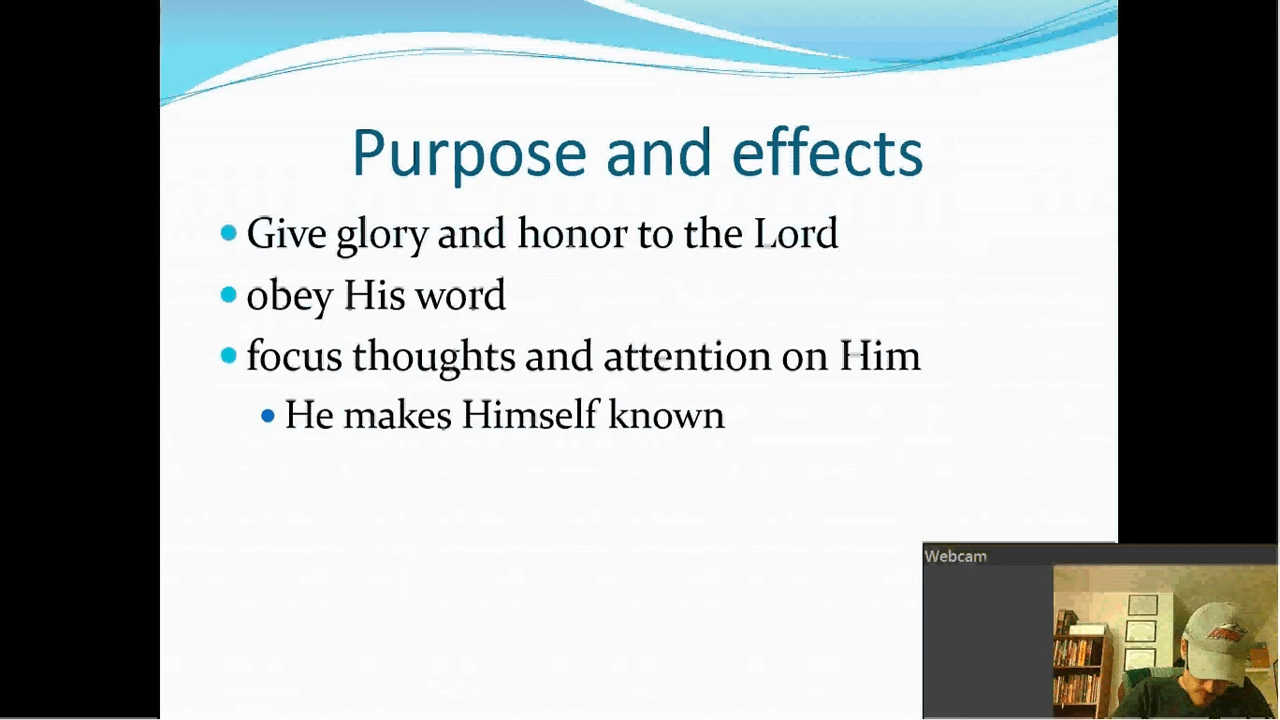 Purpose and effects
Give glory and honor to the Lord
obey His word
focus thoughts and attention on Him
He makes Himself known
Webcam